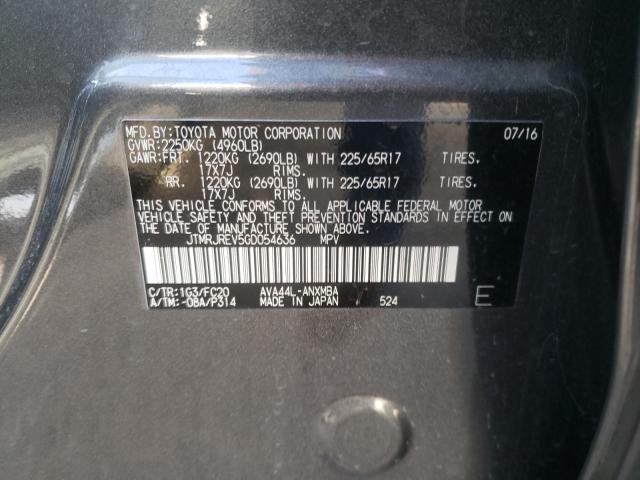 MFD.BY:TOYOTA MOTOR CORPORATION 07/16
GVWR:2250KG (4960LB)
GAWR:FRT. 1220KG (2690LB) WITH 225/65R17 TIRES.
17X7J RIMS.
RR. 1220KG (2690LB) WITH 225/65R17 TIRES.
17X7J RIMS.
THIS VEHICLE CONFORMS TO ALL APPLICABLE FEDERAL MOTOR
VEHICLE SAFETY AND THEFT PREVENTION STANDARDS IN EFFECT
ON THE DATE OF MANUFACTURE SHOWN ABOVE.
JTMRJREV5GD054636 MPV
C/TR:1G3/FC20 AVA44L-ANXMBA
A/TM:-08A/P314 MADE IN JAPAN 524 E